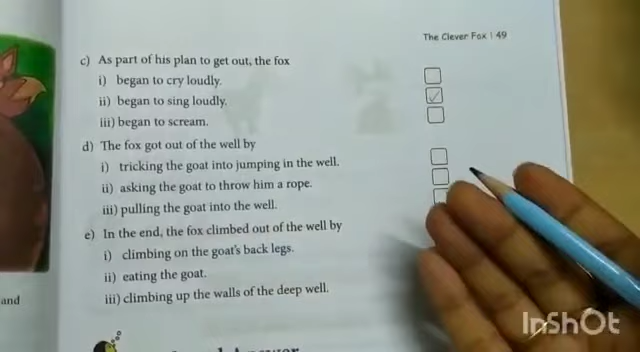 The Clever Fox | 49
c) As part of his plan to get out, the fox
i) began to cry loudly.
ii) began to sing loudly.
iii) began to scream.
d) The fox got out of the well by
i) tricking the goat into jumping in the well.
ii) asking the goat to throw him a rope.
iii) pulling the goat into the well.
e) In the end, the fox climbed out of the well by
i) climbing on the goat's back legs.
ii) eating the goat.
iii) climbing up the walls of the deep well.
and
InShOt